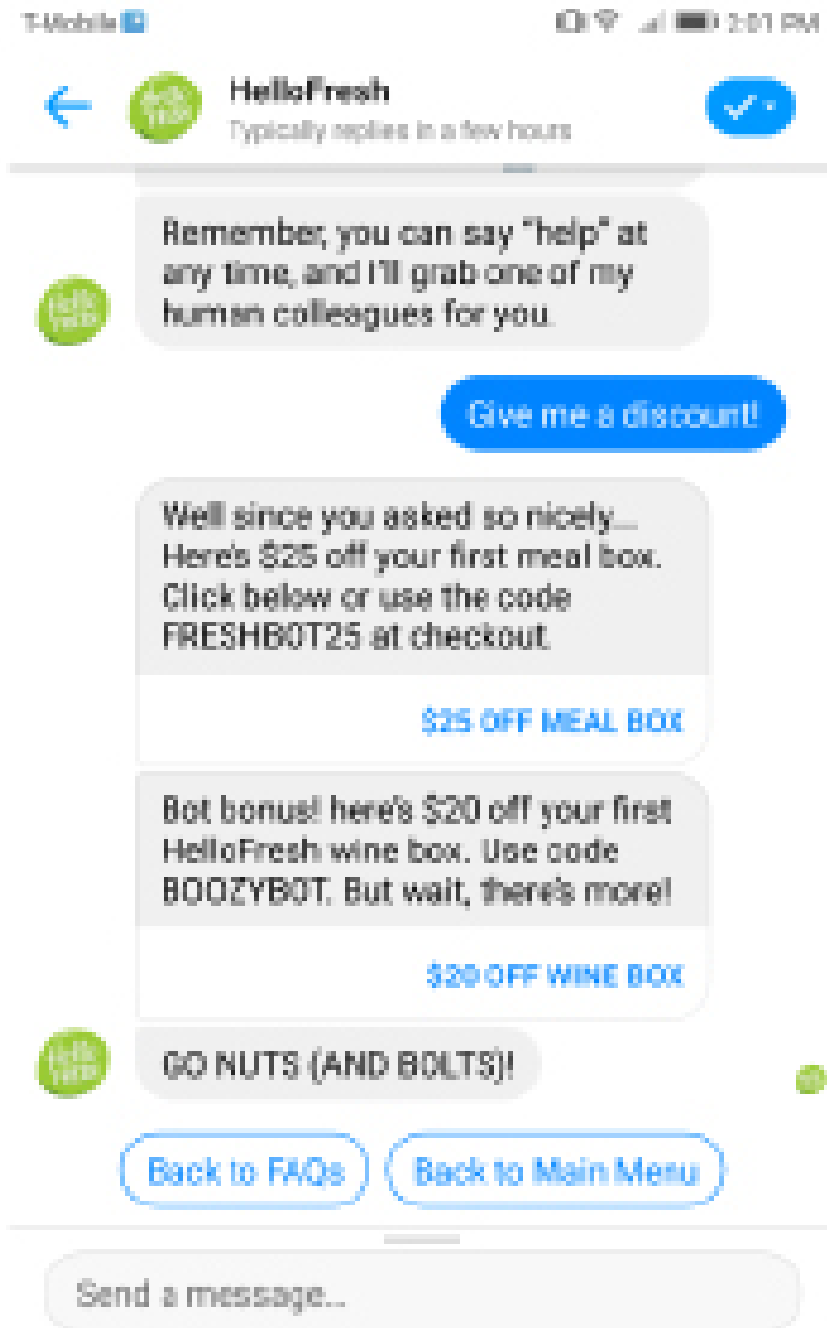 T-Mobile
2:01 PM
HelloFresh
Typically replies in a few hours
Remember, you can say "help" at
any time, and I'll grab one of my
human colleagues for you.
Give me a discount!
Well since you asked so nicely...
Here's $25 off your first meal box.
Click below or use the code
FRESHBOT25 at checkout.
$25 OFF MEAL BOX
Bot bonus! here's $20 off your first
HelloFresh wine box. Use code
BOOZYBOT. But wait, there's more!
$20 OFF WINE BOX
GO NUTS (AND BOLTS)!
Back to FAQs
Back to Main Menu
Send a message...